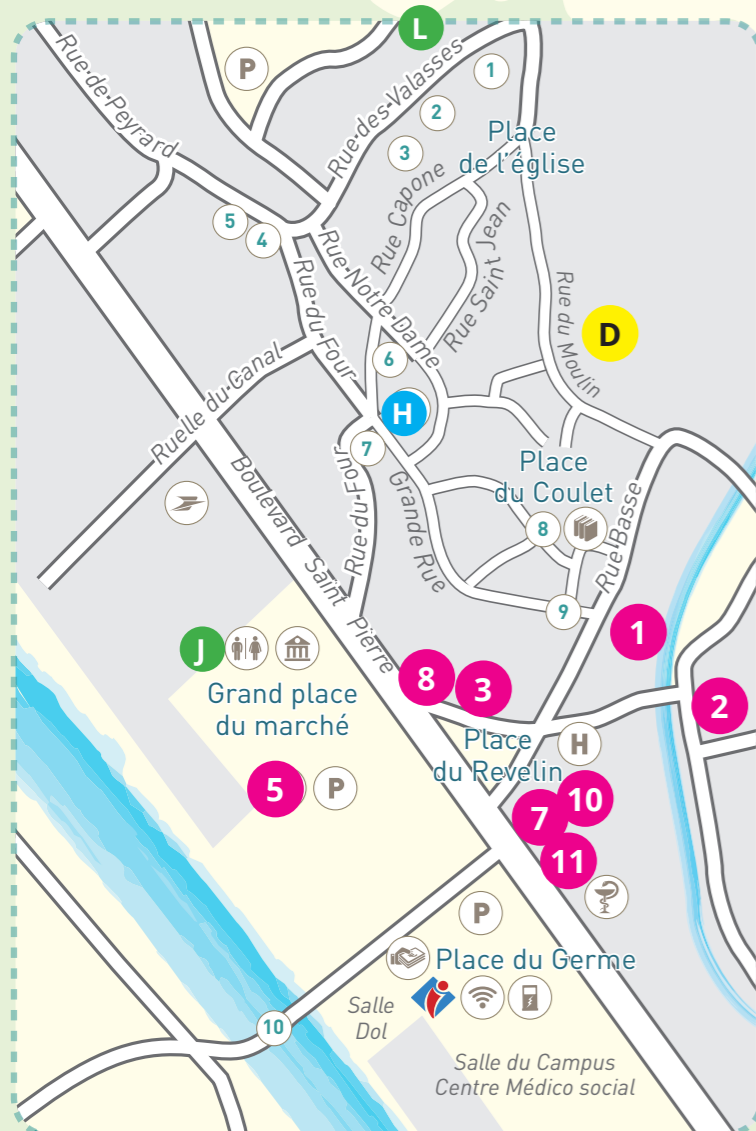 L
P
1
Rue des Valasses
Rue de Peyrard
2
Place
de l'église
3
Rue Capone
5
4
Rue Saint Jean
Rue Notre Dame
Rue du Four
Rue du Moulin
D
6
Ruelle du Canal
H
7
Rue du Four
Grande Rue
Place
du Coulet
8
Rue Basse
Boulevard Saint Pierre
9
1
J
8
3
2
Grand place
du marché
Place
du Revelin
H
5
P
10
7
11
P
Place du Germe
Salle
Dol
10
Salle du Campus
Centre Médico social